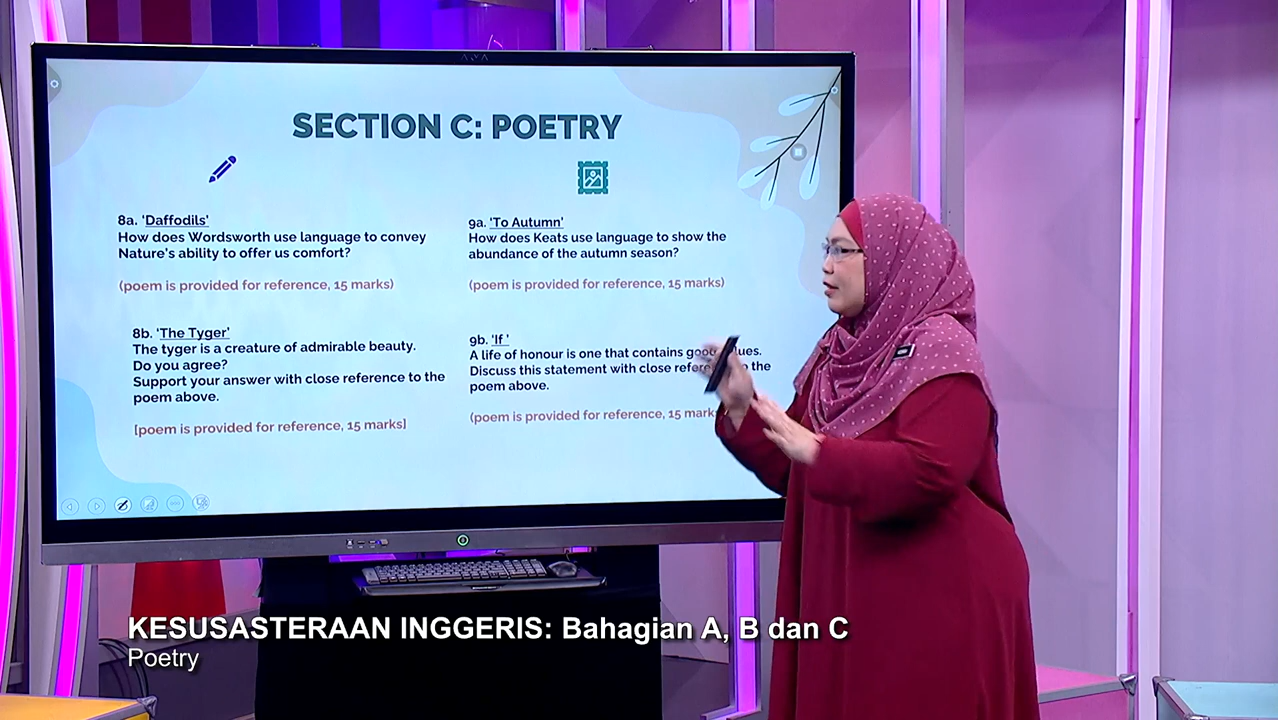 SECTION C: POETRY
8a. 'Daffodils'
How does Wordsworth use language to convey
Nature's ability to offer us comfort?
(poem is provided for reference, 15 marks)
8b. 'The Tyger'
The tyger is a creature of admirable beauty.
Do you agree?
Support your answer with close reference to the
poem above.
[poem is provided for reference, 15 marks]
9a. 'To Autumn'
How does Keats use language to show the
abundance of the autumn season?
(poem is provided for reference, 15 marks)
9b. 'If '
A life of honour is one that contains
Discuss this statement with close the
poem above.
(poem is provided for reference, 15
KESUSASTERAAN INGGERIS: Bahagian A, B dan C
Poetry